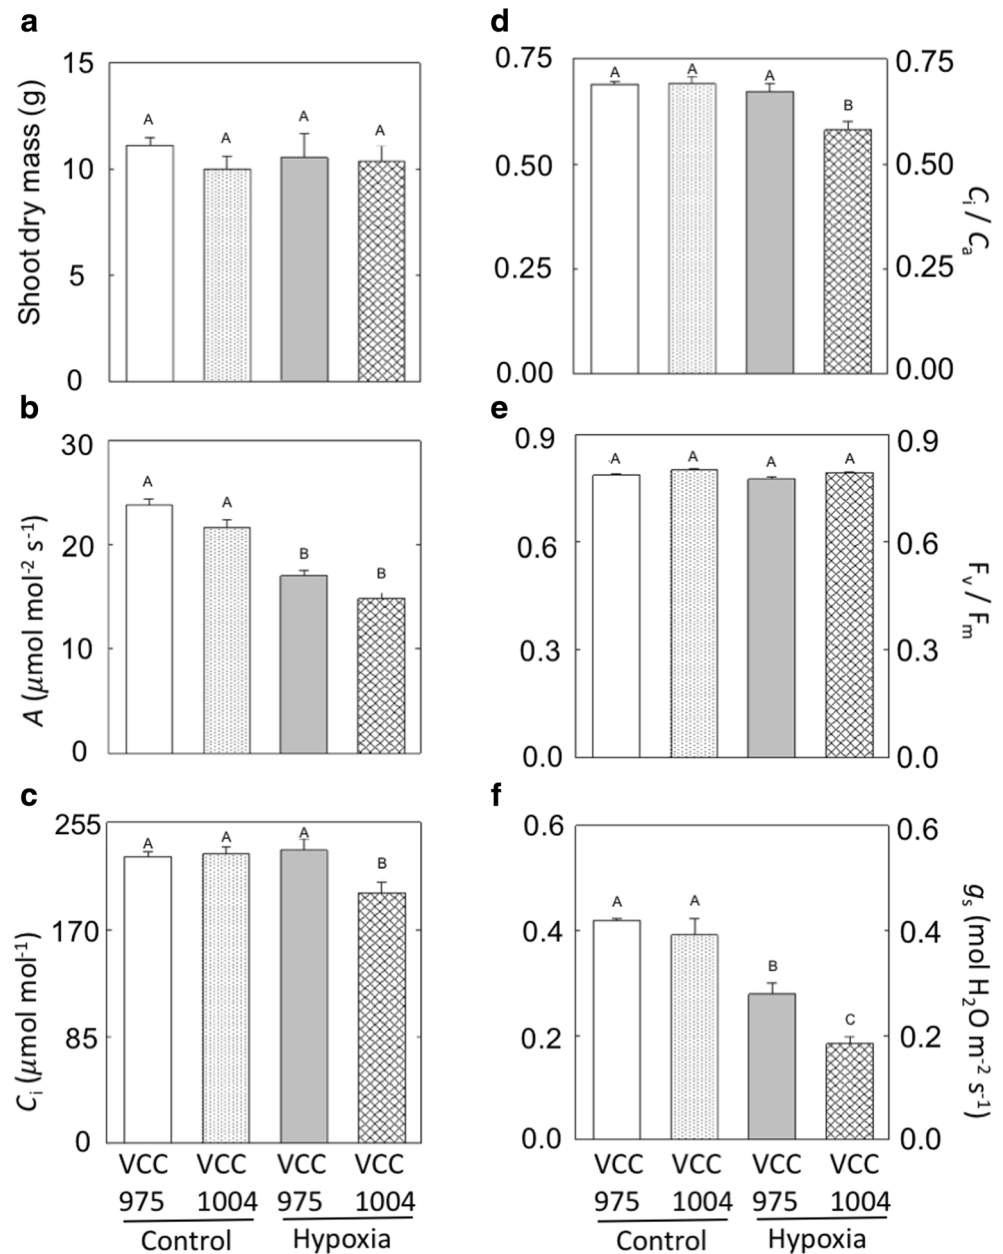 a
Shoot dry mass (g)
15
10
5
0
A
A
A
A
b
A (μmol mol⁻² s⁻¹)
30
20
10
0
A
A
B
B
c
Cᵢ (μmol mol⁻¹)
255
170
85
0
A
A
A
B
VCC VCC VCC VCC
975 1004 975 1004
Control Hypoxia
d
0.75
0.50
0.25
0.00
A
A
A
B
0.75
0.50
0.25
0.00
Cᵢ / Cₐ
e
0.9
0.6
0.3
0.0
A
A
A
A
0.9
0.6
0.3
0.0
Fᵥ / Fₘ
f
0.6
0.4
0.2
0.0
A
A
B
C
0.6
0.4
0.2
0.0
gₛ (mol H₂O m⁻² s⁻¹)
VCC VCC VCC VCC
975 1004 975 1004
Control Hypoxia